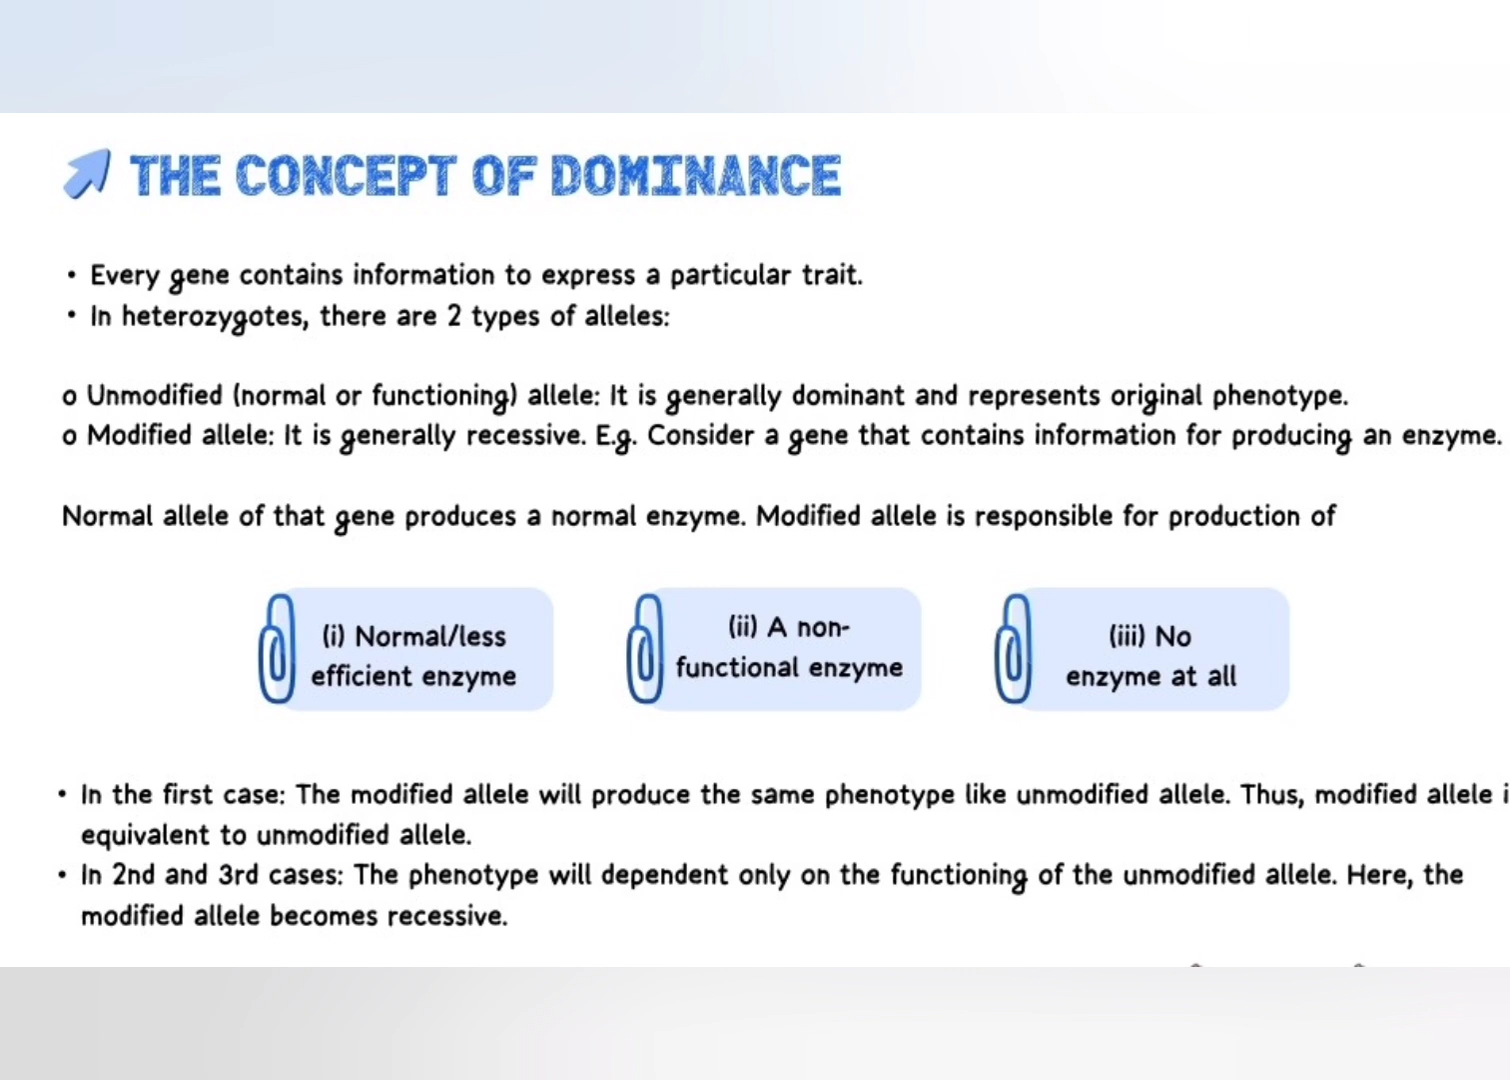 THE CONCEPT OF DOMINANCE
• Every gene contains information to express a particular trait.
• In heterozygotes, there are 2 types of alleles:
o Unmodified (normal or functioning) allele: It is generally dominant and represents original phenotype.
o Modified allele: It is generally recessive. E.g. Consider a gene that contains information for producing an enzyme.
Normal allele of that gene produces a normal enzyme. Modified allele is responsible for production of
(i) Normal/less
efficient enzyme
(ii) A non-
functional enzyme
(iii) No
enzyme at all
• In the first case: The modified allele will produce the same phenotype like unmodified allele. Thus, modified allele i
equivalent to unmodified allele.
• In 2nd and 3rd cases: The phenotype will dependent only on the functioning of the unmodified allele. Here, the
modified allele becomes recessive.